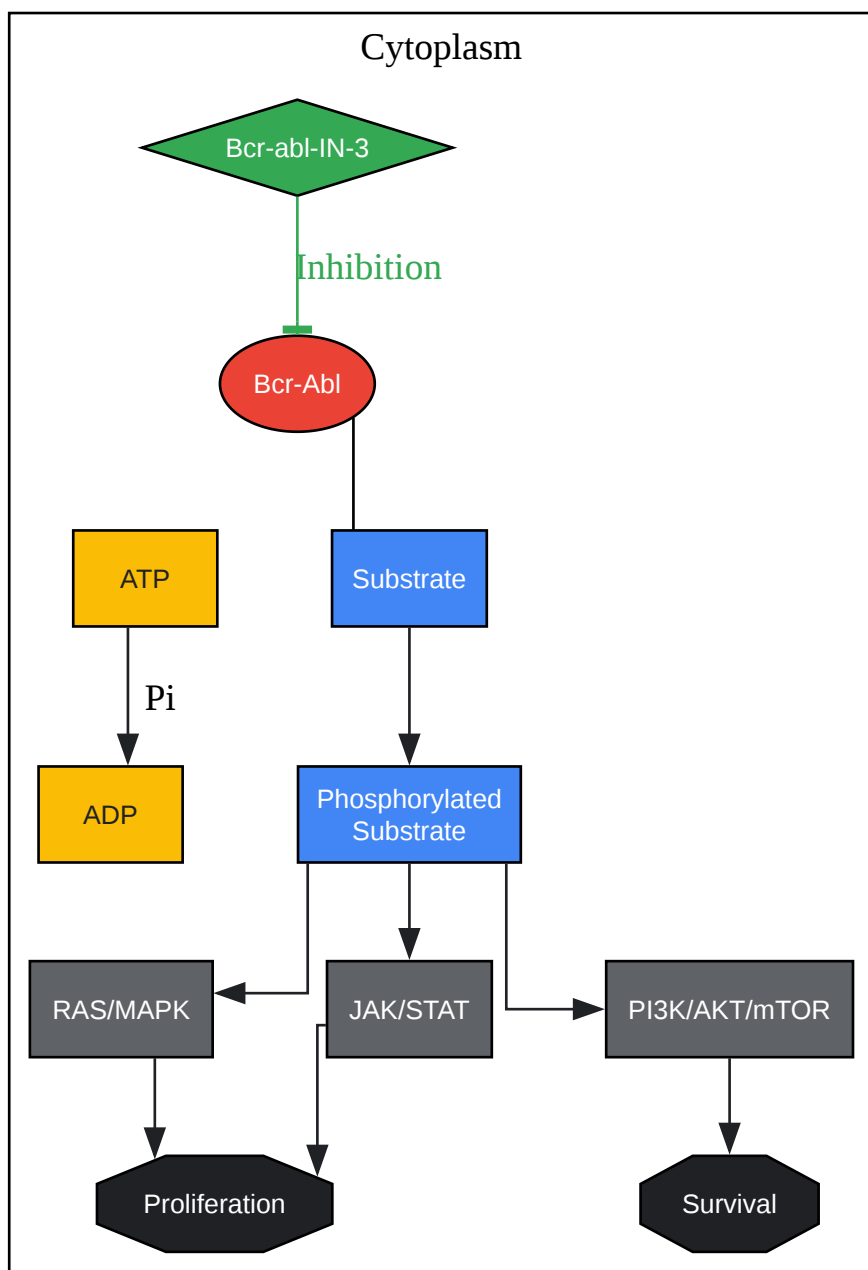 Cytoplasm
Bcr-abl-IN-3
Inhibition
Bcr-Abl
ATP
Substrate
Pi
ADP
Phosphorylated
Substrate
RAS/MAPK
JAK/STAT
PI3K/AKT/mTOR
Proliferation
Survival